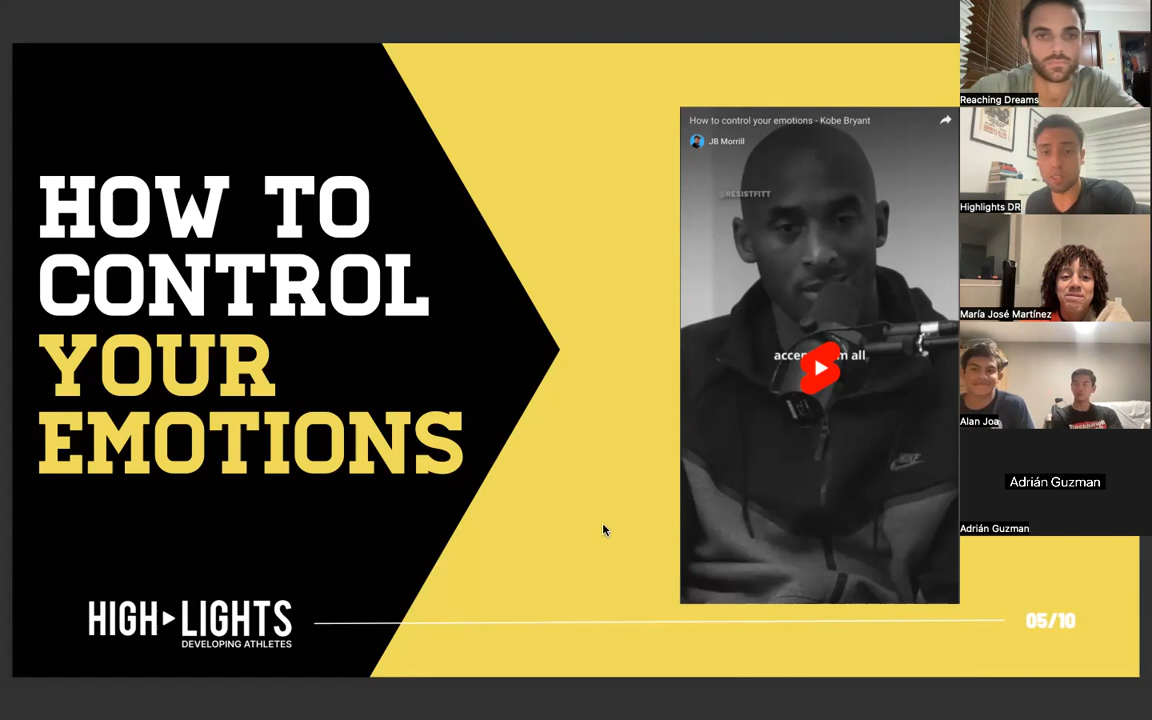 HOW TO
CONTROL
YOUR
EMOTIONS
HIGH LIGHTS
DEVELOPING ATHLETES
How to control your emotions - Kobe Bryant
JB Morrill
@RESISTFITT
all
05/10
Reaching Dreams
Highlights DR
María José Martínez
Alan Joa
Adrián Guzman
Adrián Guzman